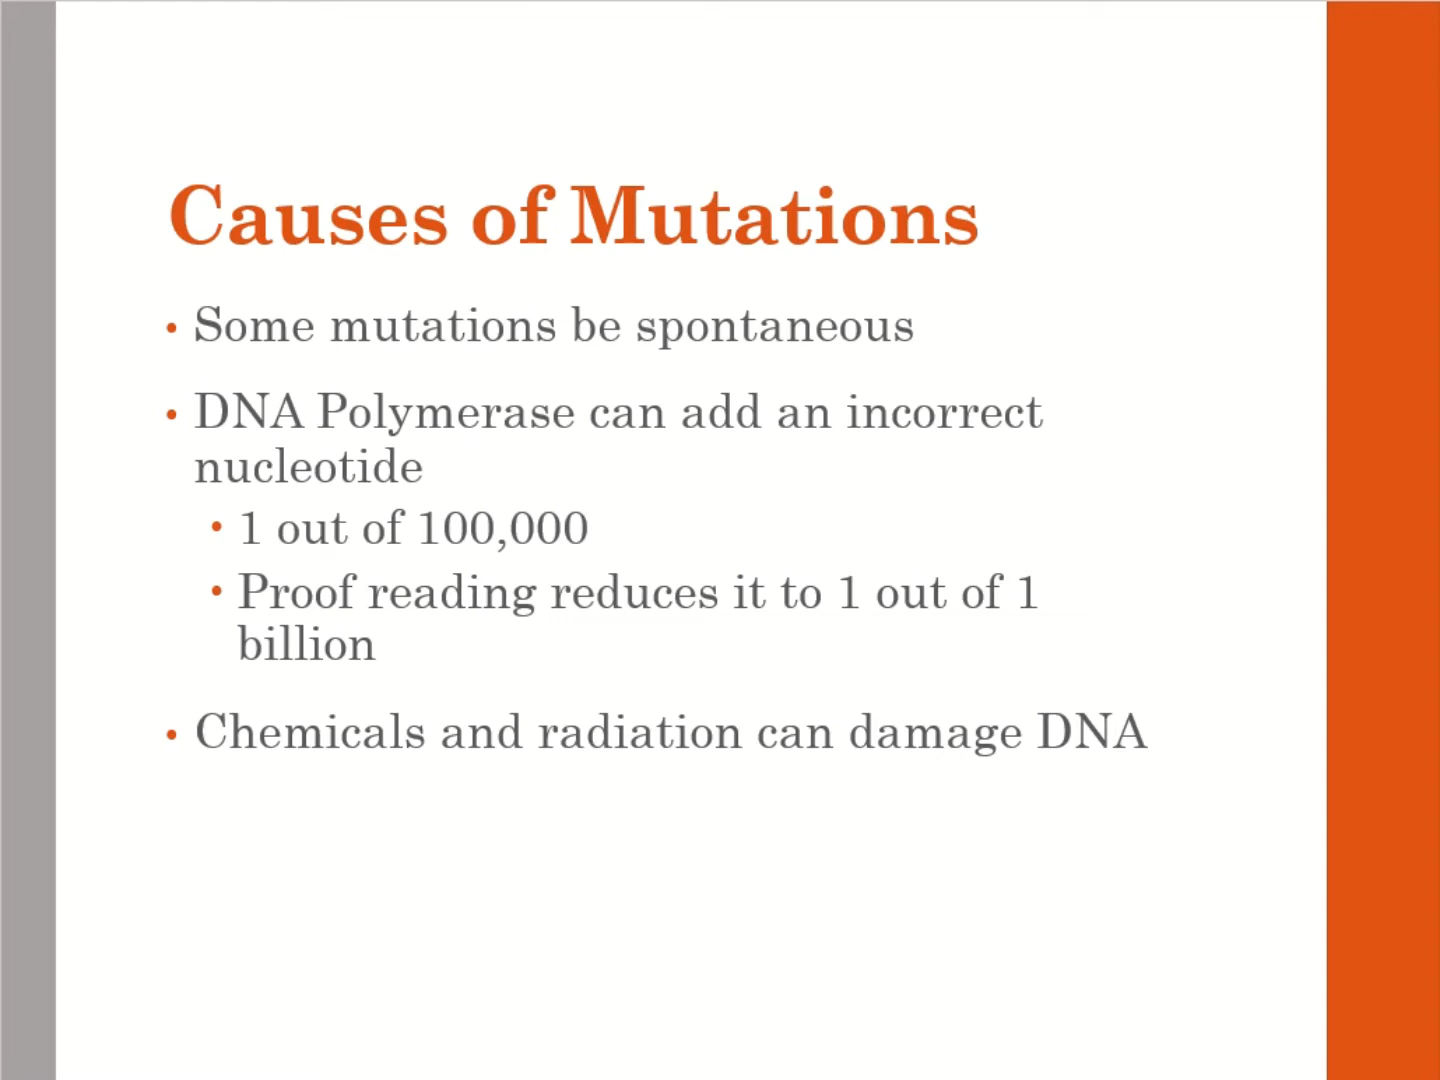 Causes of Mutations
• Some mutations be spontaneous
• DNA Polymerase can add an incorrect
nucleotide
• 1 out of 100,000
• Proof reading reduces it to 1 out of 1
billion
• Chemicals and radiation can damage DNA